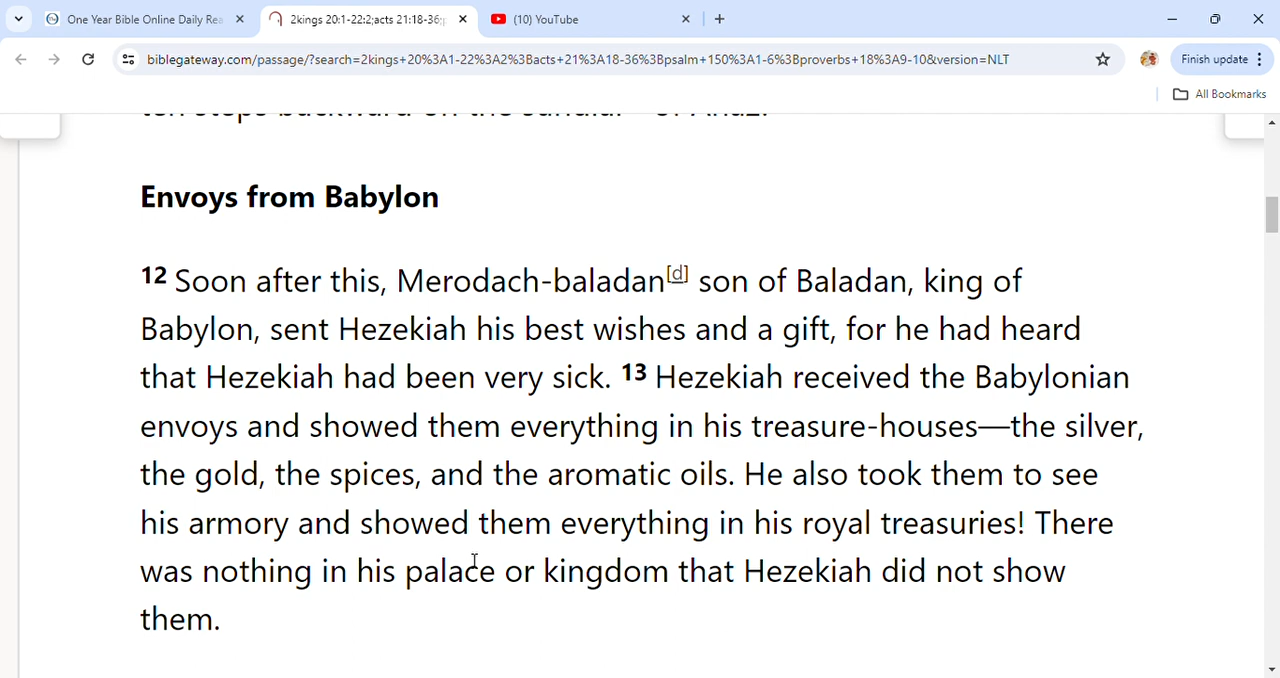 One Year Bible Online Daily Rea
2kings 20:1-22:2;acts 21:18-36;p
(10) YouTube
biblegateway.com/passage/?search=2kings+20%3A1-22%3A2%3Bacts+21%3A18-36%3Bpsalm+150%3A1-6%3Bproverbs+18%3A9-10&version=NLT
Finish update
All Bookmarks
Envoys from Babylon
12 Soon after this, Merodach-baladan[d] son of Baladan, king of
Babylon, sent Hezekiah his best wishes and a gift, for he had heard
that Hezekiah had been very sick. 13 Hezekiah received the Babylonian
envoys and showed them everything in his treasure-houses—the silver,
the gold, the spices, and the aromatic oils. He also took them to see
his armory and showed them everything in his royal treasuries! There
was nothing in his palace or kingdom that Hezekiah did not show
them.